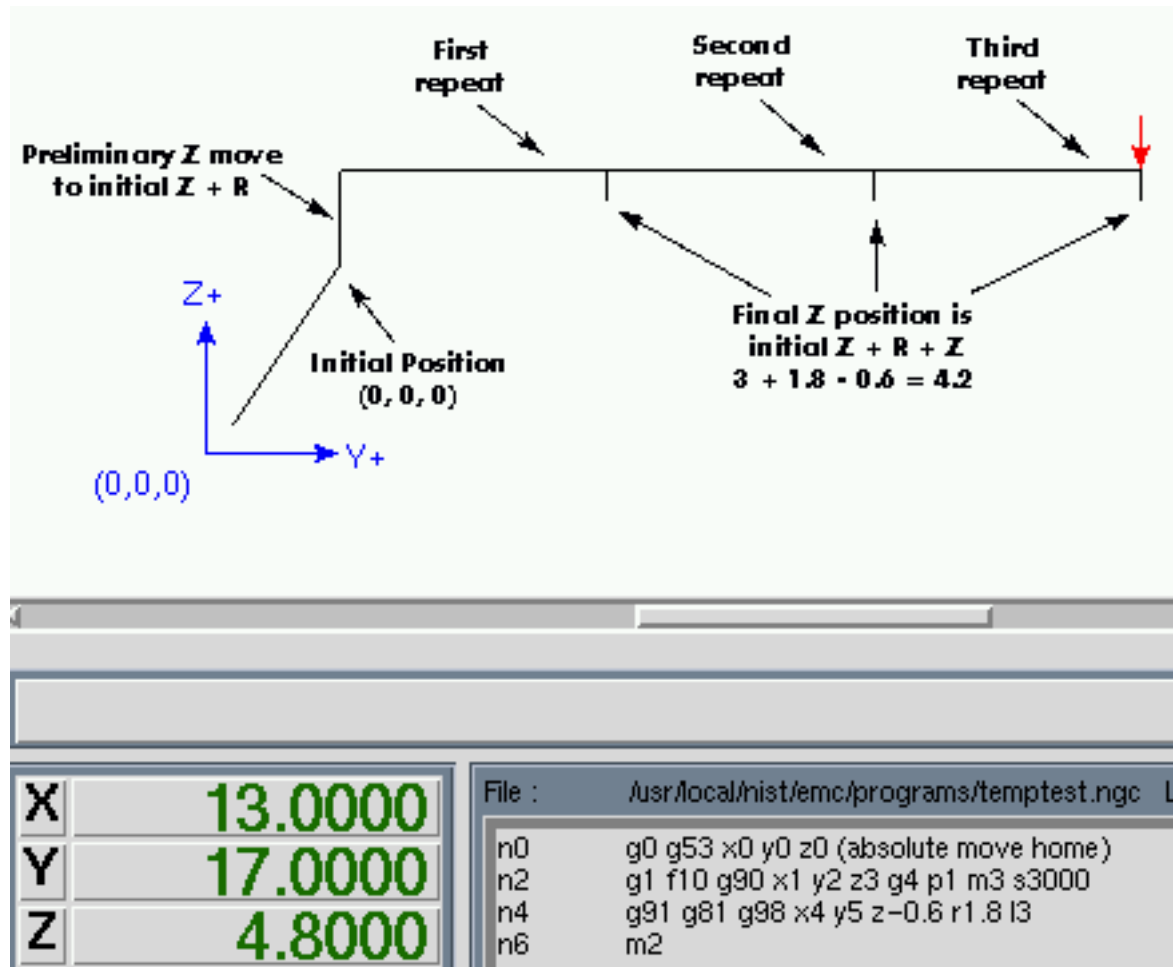 First
repeat
Second
repeat
Third
repeat
Preliminary Z move
to initial Z + R
Z+
Initial Position
(0, 0, 0)
Final Z position is
initial Z + R + Z
3 + 1.8 - 0.6 = 4.2
Y+
(0,0,0)
X 13.0000
Y 17.0000
Z 4.8000
File : /usr/local/nist/emc/programs/temptest.ngc L
n0 g0 g53 x0 y0 z0 (absolute move home)
n2 g1 f10 g90 x1 y2 z3 g4 p1 m3 s3000
n4 g91 g81 g98 x4 y5 z-0.6 r1.8 l3
n6 m2